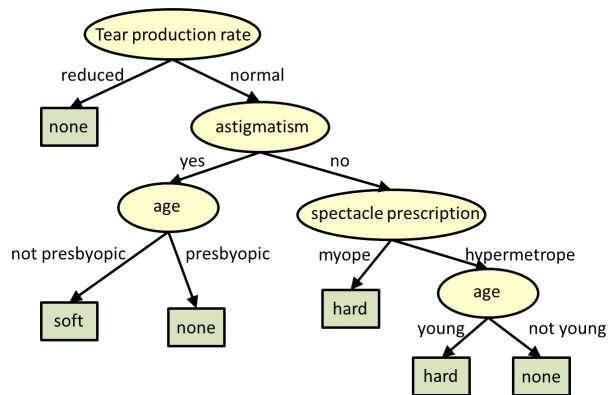 Tear production rate
reduced
normal
none
astigmatism
yes
no
age
spectacle prescription
not presbyopic
presbyopic
myope
hypermetrope
soft
none
hard
age
young
not young
hard
none